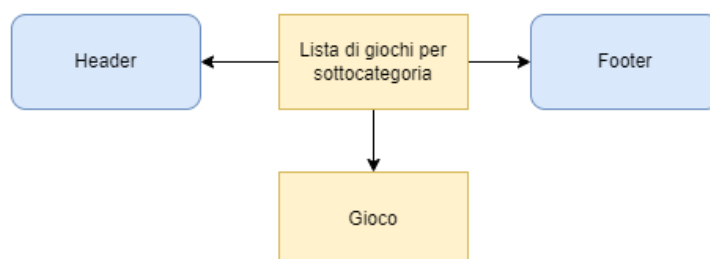 Header
Lista di giochi per
sottocategoria
Footer
Gioco